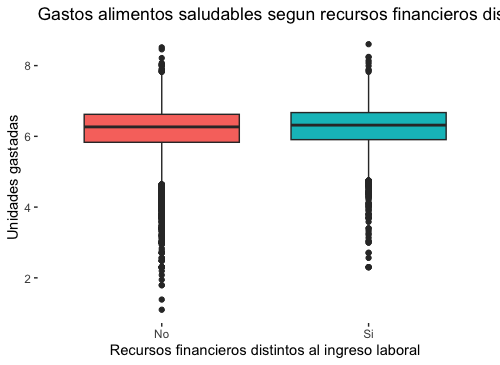 Gastos alimentos saludables segun recursos financieros dis
Unidades gastadas
8
6
4
2
No
Si
Recursos financieros distintos al ingreso laboral